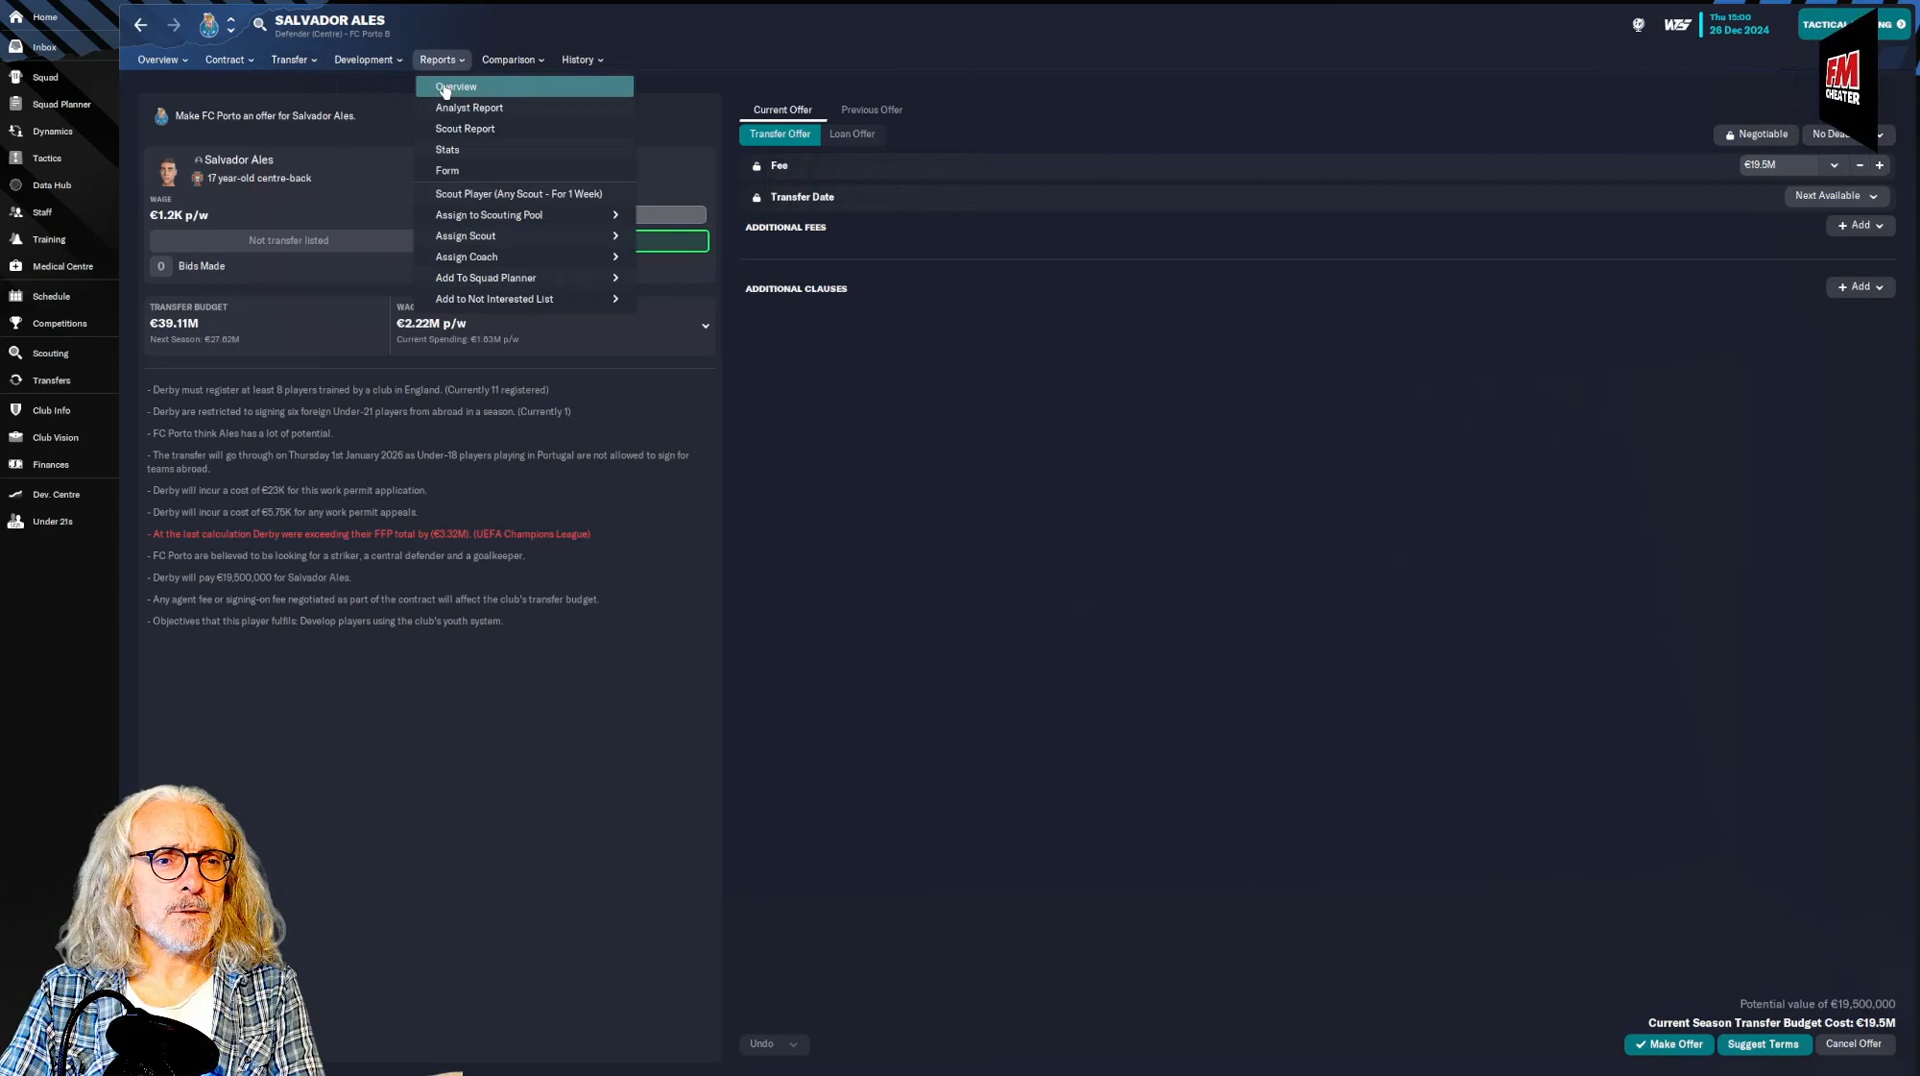 Home
Inbox
Squad
Squad Planner
Dynamics
Tactics
Data Hub
Staff
Training
Medical Centre
Schedule
Competitions
Scouting
Transfers
Club Info
Club Vision
Finances
Dev. Centre
Under 21s
SALVADOR ALES
Defender (Centre) - FC Porto B
Thu 15:00
26 Dec 2024
FM
CHEATER
Overview
Contract
Transfer
Development
Reports
Comparison
History
Overview
Analyst Report
Scout Report
Stats
Form
Scout Player (Any Scout - For 1 Week)
Assign to Scouting Pool
Assign Scout
Assign Coach
Add To Squad Planner
Add to Not Interested List
Make FC Porto an offer for Salvador Ales.
Salvador Ales
17 year-old centre-back
WAGE
€1.2K p/w
Not transfer listed
0 Bids Made
TRANSFER BUDGET
€39.11M
Next Season: €27.62M
€2.22M p/w
Current Spending: €1.63M p/w
- Derby must register at least 8 players trained by a club in England. (Currently 11 registered)
- Derby are restricted to signing six foreign Under-21 players from abroad in a season. (Currently 1)
- FC Porto think Ales has a lot of potential.
- The transfer will go through on Thursday 1st January 2026 as Under-18 players playing in Portugal are not allowed to sign for
teams abroad.
- Derby will incur a cost of €23K for this work permit application.
- Derby will incur a cost of €5.75K for any work permit appeals.
- At the last calculation Derby were exceeding their FFP total by (€3.32M). (UEFA Champions League)
- FC Porto are believed to be looking for a striker, a central defender and a goalkeeper.
- Derby will pay €19,500,000 for Salvador Ales.
- Any agent fee or signing-on fee negotiated as part of the contract will affect the club's transfer budget.
- Objectives that this player fulfils: Develop players using the club's youth system.
Current Offer
Previous Offer
Transfer Offer
Loan Offer
Negotiable
Fee
€19.5M
Transfer Date
Next Available
ADDITIONAL FEES
Add
ADDITIONAL CLAUSES
Add
Undo
Potential value of €19,500,000
Current Season Transfer Budget Cost: €19.5M
Make Offer
Suggest Terms
Cancel Offer